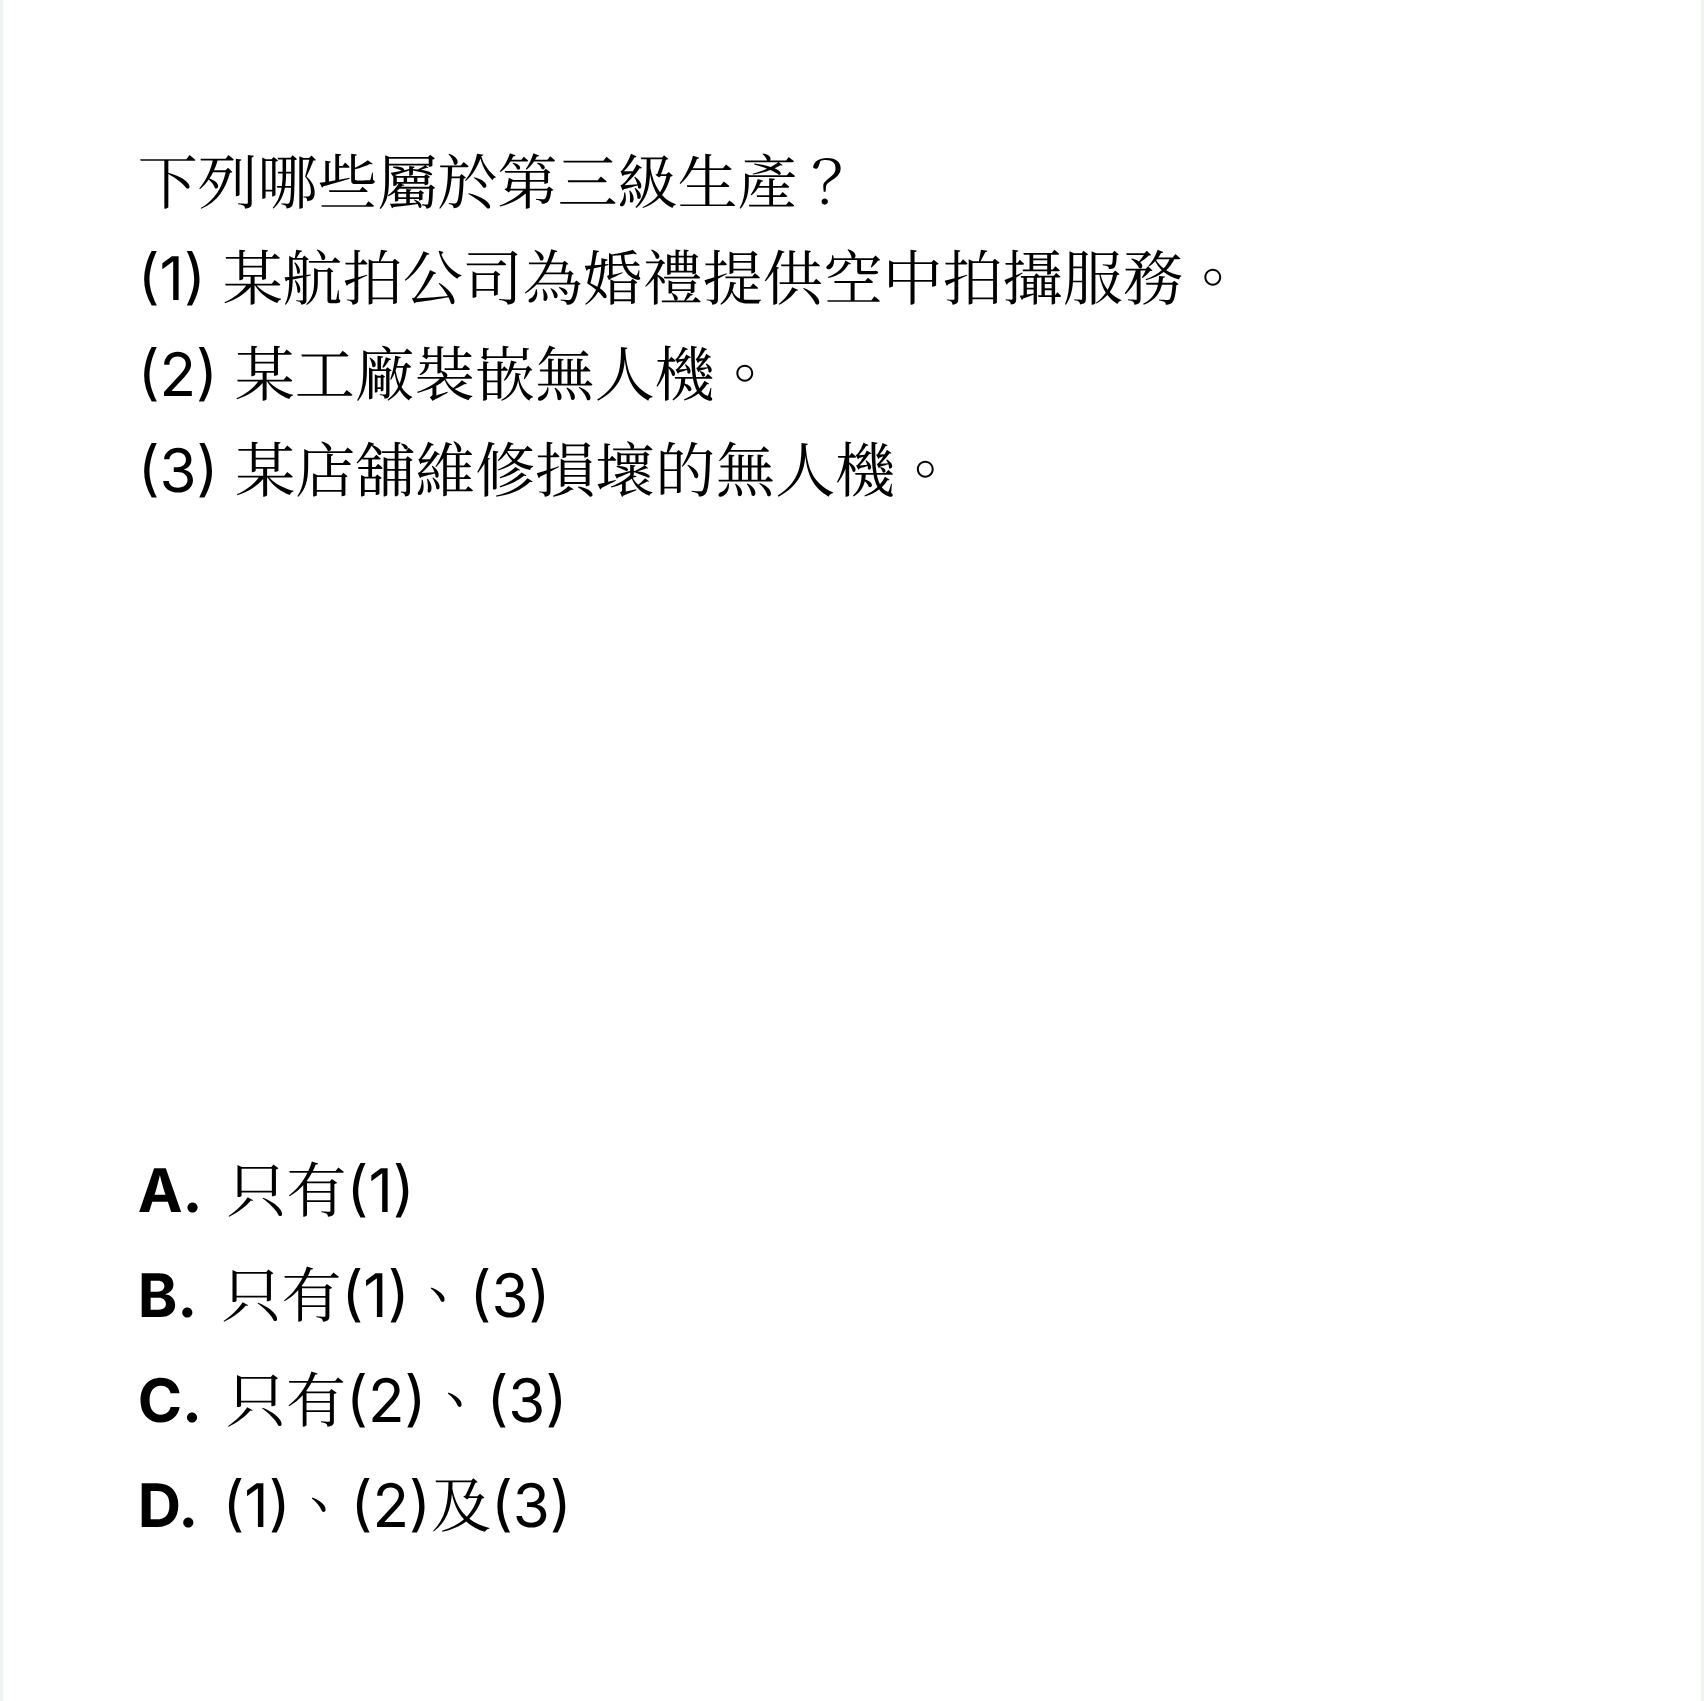 下列哪些屬於第三級生產？
(1) 某航拍公司為婚禮提供空中拍攝服務。
(2) 某工廠裝嵌無人機。
(3) 某店舖維修損壞的無人機。
A. 只有(1)
B. 只有(1)、(3)
C. 只有(2)、(3)
D. (1)、(2)及(3)